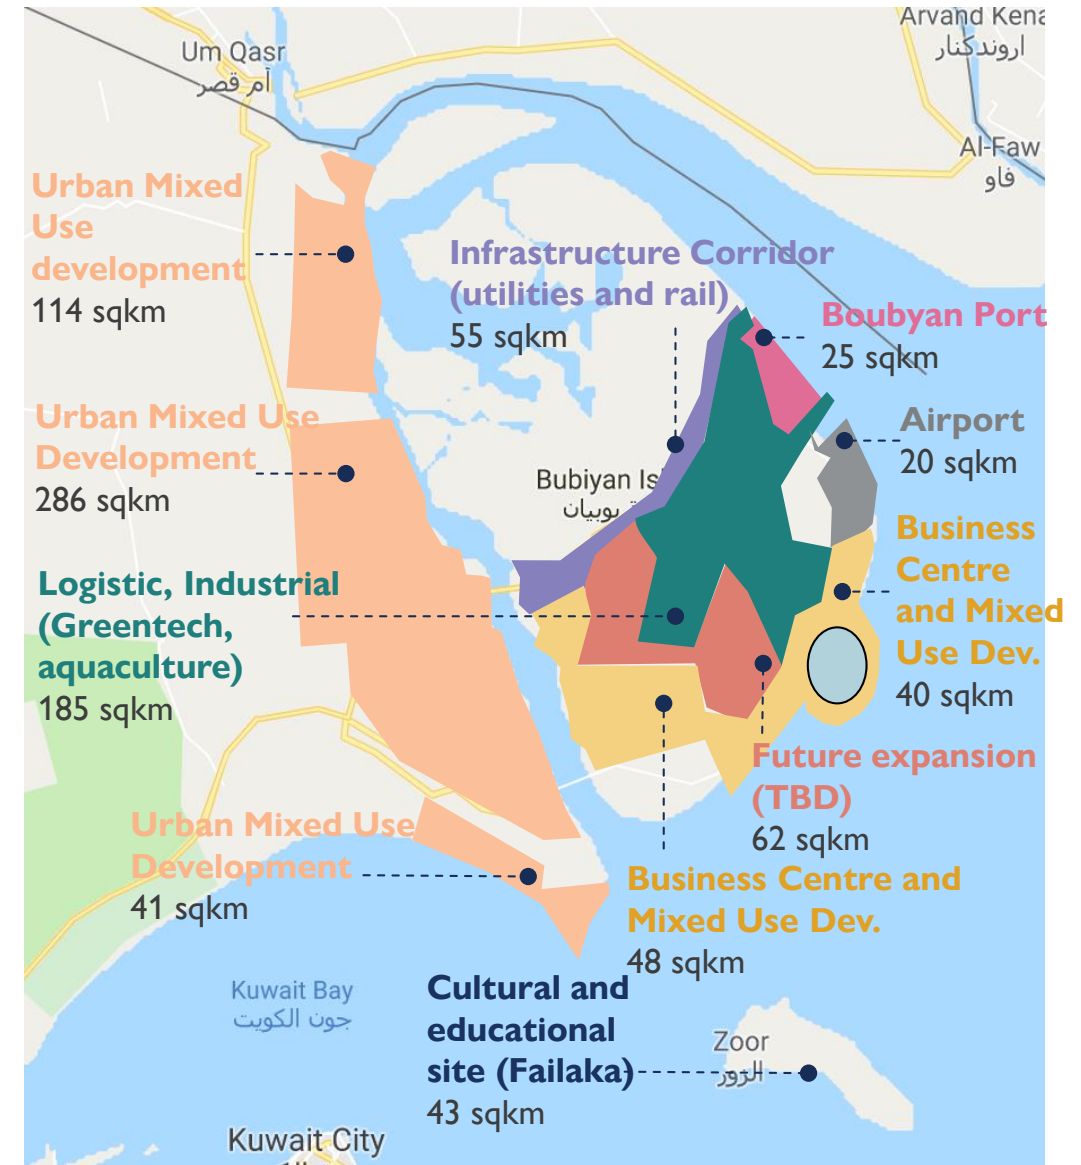 Um Qasr
أم قصر
Arvand Kena
اروندکنار
Al-Faw
فاو
Urban Mixed
Use
development
114 sqkm
Infrastructure Corridor
(utilities and rail)
55 sqkm
Boubyan Port
25 sqkm
Urban Mixed Use
Development
286 sqkm
Airport
20 sqkm
Bubiyan Is
بوبيان
Business
Centre
and Mixed
Use Dev.
40 sqkm
Logistic, Industrial
(Greentech,
aquaculture)
185 sqkm
Future expansion
(TBD)
62 sqkm
Urban Mixed Use
Development
41 sqkm
Business Centre and
Mixed Use Dev.
48 sqkm
Kuwait Bay
جون الكويت
Cultural and
educational
site (Failaka)
43 sqkm
Zoor
الزور
Kuwait City